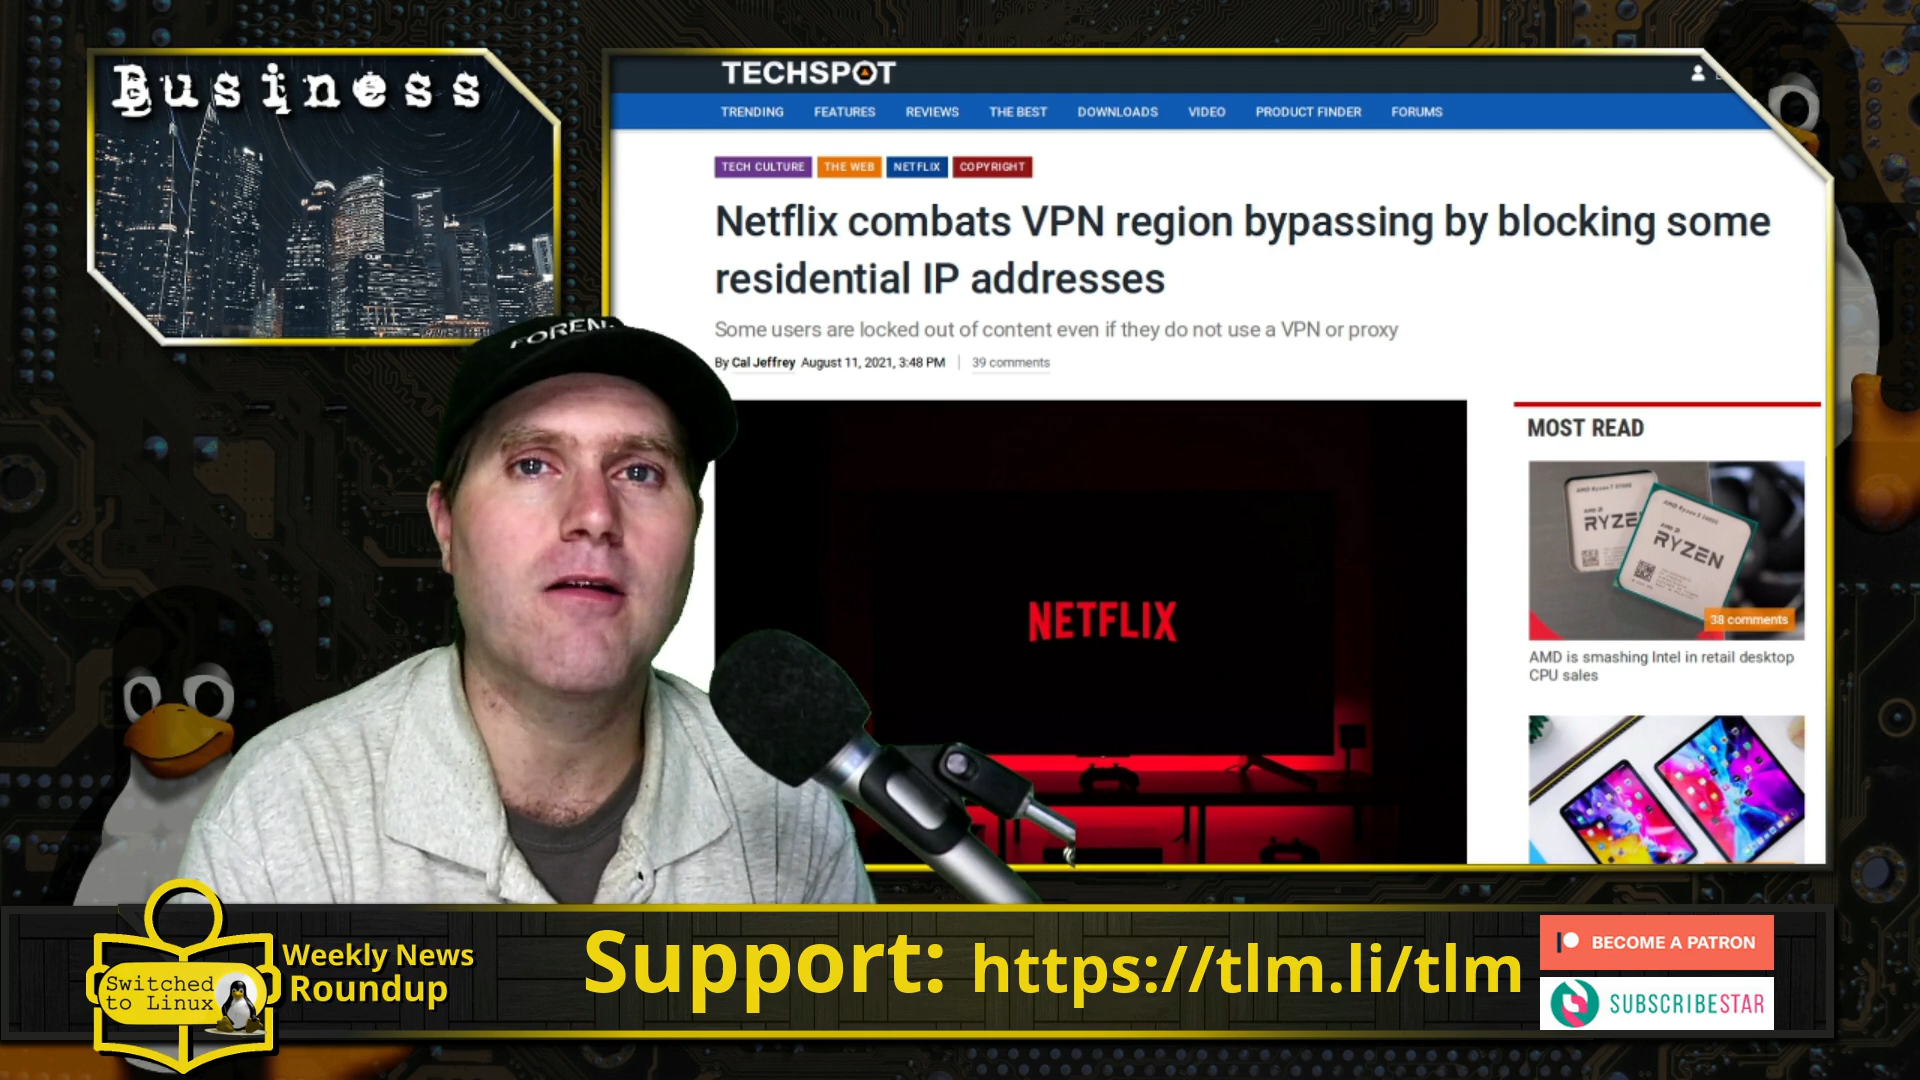 Business
TECHSPOT
TRENDING FEATURES REVIEWS THE BEST DOWNLOADS VIDEO PRODUCT FINDER FORUMS
TECH CULTURE THE WEB NETFLIX COPYRIGHT
Netflix combats VPN region bypassing by blocking some
residential IP addresses
Some users are locked out of content even if they do not use a VPN or proxy
By Cal Jeffrey August 11, 2021, 3:48 PM 39 comments
FOREN
NETFLIX
MOST READ
AMD
RYZE
AMD
RYZEN
38 comments
AMD is smashing Intel in retail desktop
CPU sales
Switched
to Linux
Weekly News
Roundup
Support: https://tlm.li/tlm
BECOME A PATRON
SUBSCRIBESTAR